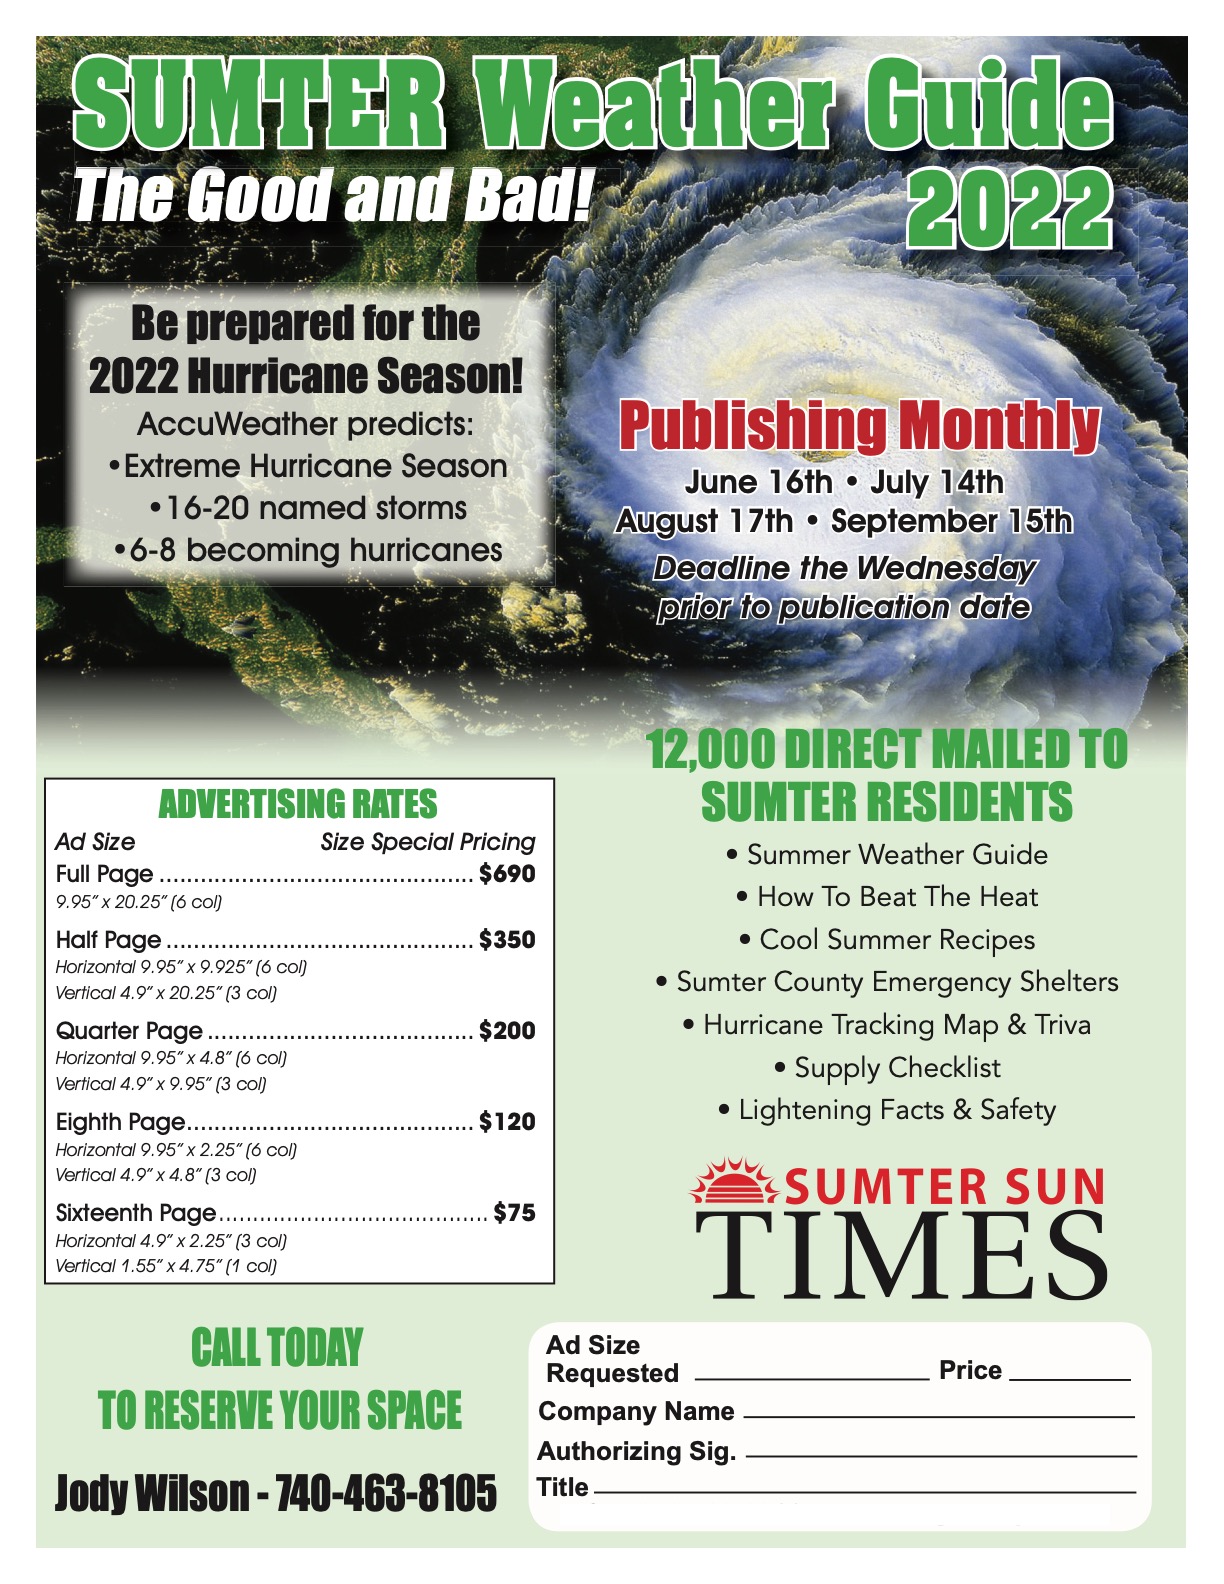 SUMTER Weather Guide
The Good and Bad!
2022
Be prepared for the
2022 Hurricane Season!
AccuWeather predicts:
•Extreme Hurricane Season
•16-20 named storms
•6-8 becoming hurricanes
Publishing Monthly
June 16th • July 14th
August 17th • September 15th
Deadline the Wednesday
prior to publication date
ADVERTISING RATES
Ad Size Size Special Pricing
Full Page .............................................. $690
9.95″ x 20.25″ (6 col)
Half Page ............................................. $350
Horizontal 9.95″ x 9.925″ (6 col)
Vertical 4.9″ x 20.25″ (3 col)
Quarter Page ....................................... $200
Horizontal 9.95″ x 4.8″ (6 col)
Vertical 4.9″ x 9.95″ (3 col)
Eighth Page.......................................... $120
Horizontal 9.95″ x 2.25″ (6 col)
Vertical 4.9″ x 4.8″ (3 col)
Sixteenth Page....................................... $75
Horizontal 4.9″ x 2.25″ (3 col)
Vertical 1.55″ x 4.75″ (1 col)
12,000 DIRECT MAILED TO
SUMTER RESIDENTS
• Summer Weather Guide
• How To Beat The Heat
• Cool Summer Recipes
• Sumter County Emergency Shelters
• Hurricane Tracking Map & Triva
• Supply Checklist
• Lightening Facts & Safety
SUMTER SUN
TIMES
CALL TODAY
TO RESERVE YOUR SPACE
Jody Wilson - 740-463-8105
Ad Size
Requested ____________ Price ______
Company Name ____________________
Authorizing Sig. ____________________
Title ____________________________